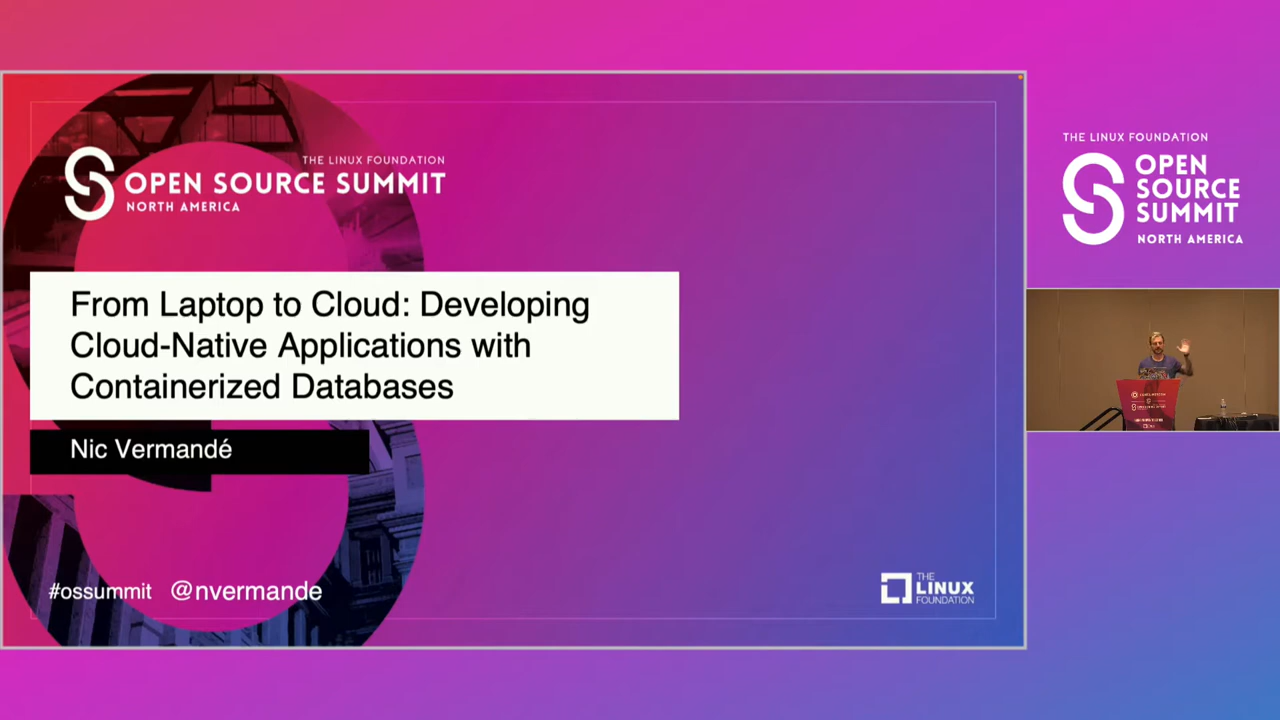 THE LINUX FOUNDATION
OPEN SOURCE SUMMIT
NORTH AMERICA
From Laptop to Cloud: Developing
Cloud-Native Applications with
Containerized Databases
Nic Vermandé
#ossummit @nvermande
THE
LINUX
FOUNDATION
THE LINUX FOUNDATION
OPEN
SOURCE
SUMMIT
NORTH AMERICA